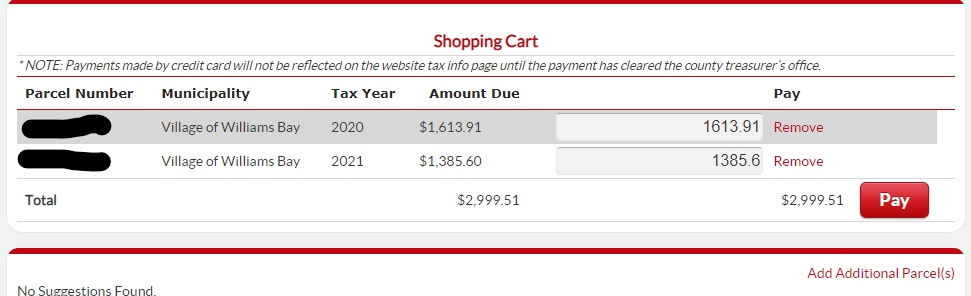 Shopping Cart
* NOTE: Payments made by credit card will not be reflected on the website tax info page until the payment has cleared the county treasurer's office.
Parcel Number Municipality Tax Year Amount Due Pay
Village of Williams Bay 2020 $1,613.91 1613.91 Remove
Village of Williams Bay 2021 $1,385.60 1385.6 Remove
Total $2,999.51 $2,999.51 Pay
Add Additional Parcel(s)
No Suggestions Found.